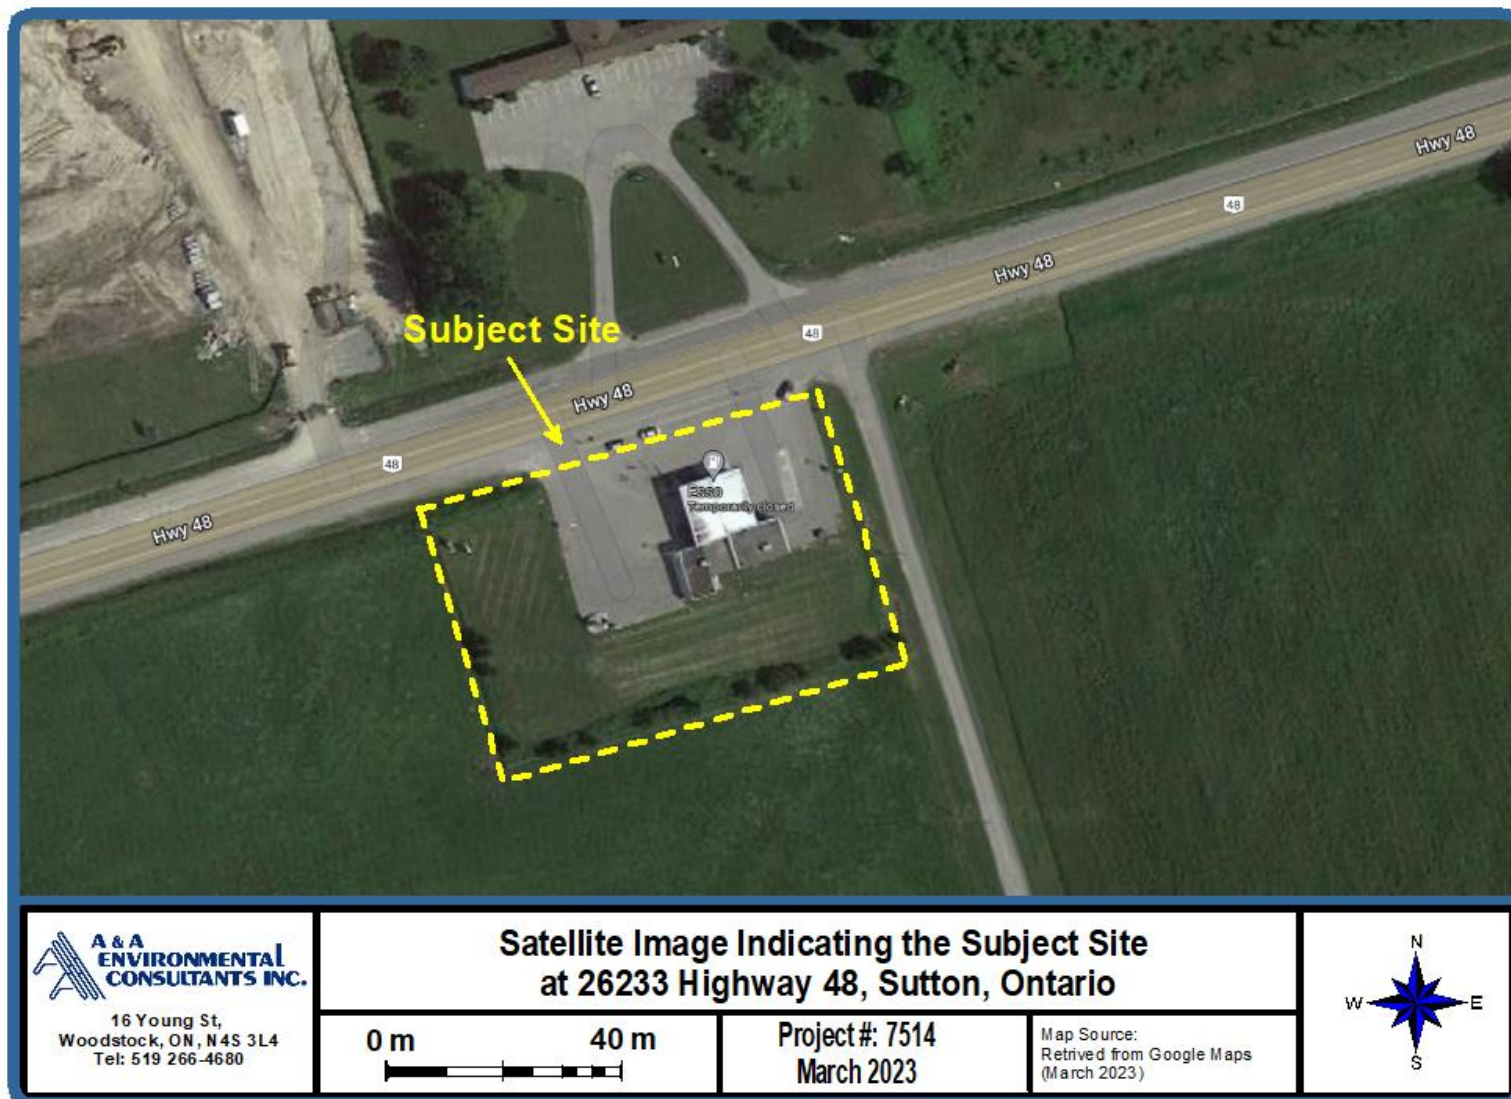 Hwy 48
48
Hwy 48
48
Subject Site
Hwy 48
48
Hwy 48
Esso
Temporarily closed
A & A
ENVIRONMENTAL
CONSULTANTS INC.
16 Young St,
Woodstock, ON, N4S 3L4
Tel: 519 266-4680
Satellite Image Indicating the Subject Site
at 26233 Highway 48, Sutton, Ontario
0 m 40 m
Project #: 7514
March 2023
Map Source:
Retrived from Google Maps
(March 2023)
N
W E
S